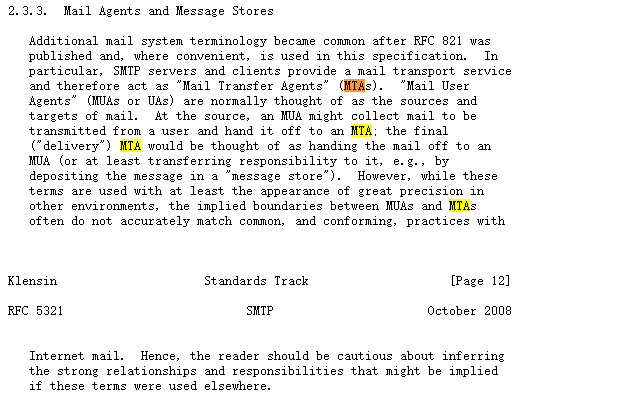 2.3.3.  Mail Agents and Message Stores
Additional mail system terminology became common after RFC 821 was
published and, where convenient, is used in this specification.  In
particular, SMTP servers and clients provide a mail transport service
and therefore act as "Mail Transfer Agents" (MTAs).  "Mail User
Agents" (MUAs or UAs) are normally thought of as the sources and
targets of mail.  At the source, an MUA might collect mail to be
transmitted from a user and hand it off to an MTA; the final
("delivery") MTA would be thought of as handing the mail off to an
MUA (or at least transferring responsibility to it, e.g., by
depositing the message in a "message store").  However, while these
terms are used with at least the appearance of great precision in
other environments, the implied boundaries between MUAs and MTAs
often do not accurately match common, and conforming, practices with
Klensin Standards Track [Page 12]
RFC 5321 SMTP October 2008
Internet mail.  Hence, the reader should be cautious about inferring
the strong relationships and responsibilities that might be implied
if these terms were used elsewhere.